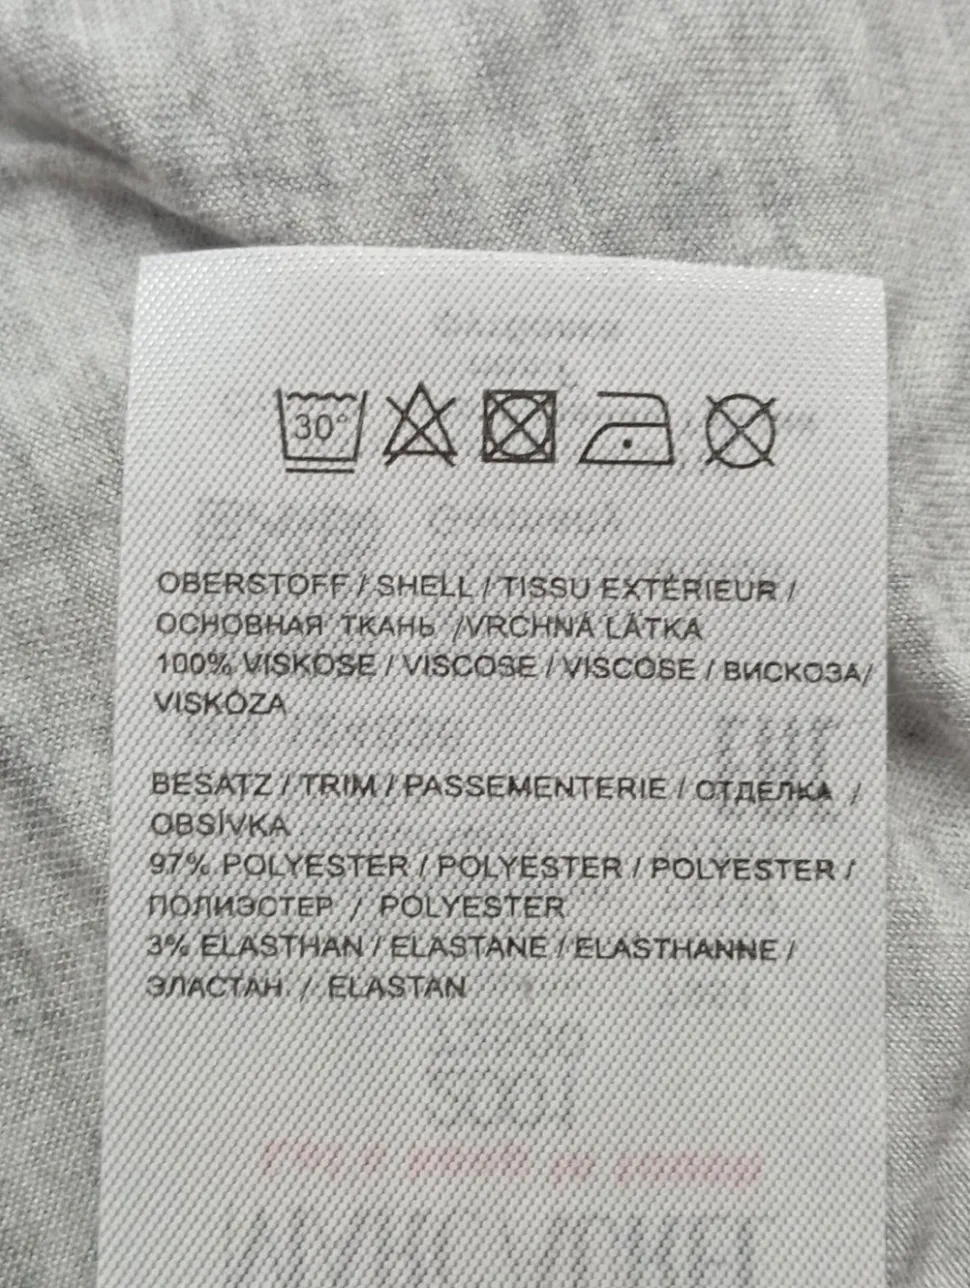 30°
OBERSTOFF / SHELL / TISSU EXTÉRIEUR /
ОСНОВНАЯ ТКАНЬ /VRCHNÁ LÁTKA
100% VISKOSE / VISCOSE / VISCOSE / ВИСКОЗА/
VISKÓZA
BESATZ / TRIM / PASSEMENTERIE / ОТДЕЛКА /
OBSÍVKA
97% POLYESTER / POLYESTER / POLYESTER /
ПОЛИЭСТЕР / POLYESTER
3% ELASTHAN / ELASTANE / ELASTHANNE /
ЭЛАСТАН / ELASTAN